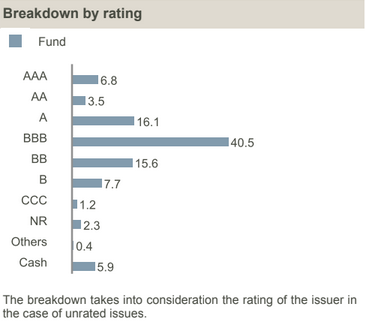 Breakdown by rating
Fund
AAA 6.8
AA 3.5
A 16.1
BBB 40.5
BB 15.6
B 7.7
CCC 1.2
NR 2.3
Others 0.4
Cash 5.9
The breakdown takes into consideration the rating of the issuer in
the case of unrated issues.